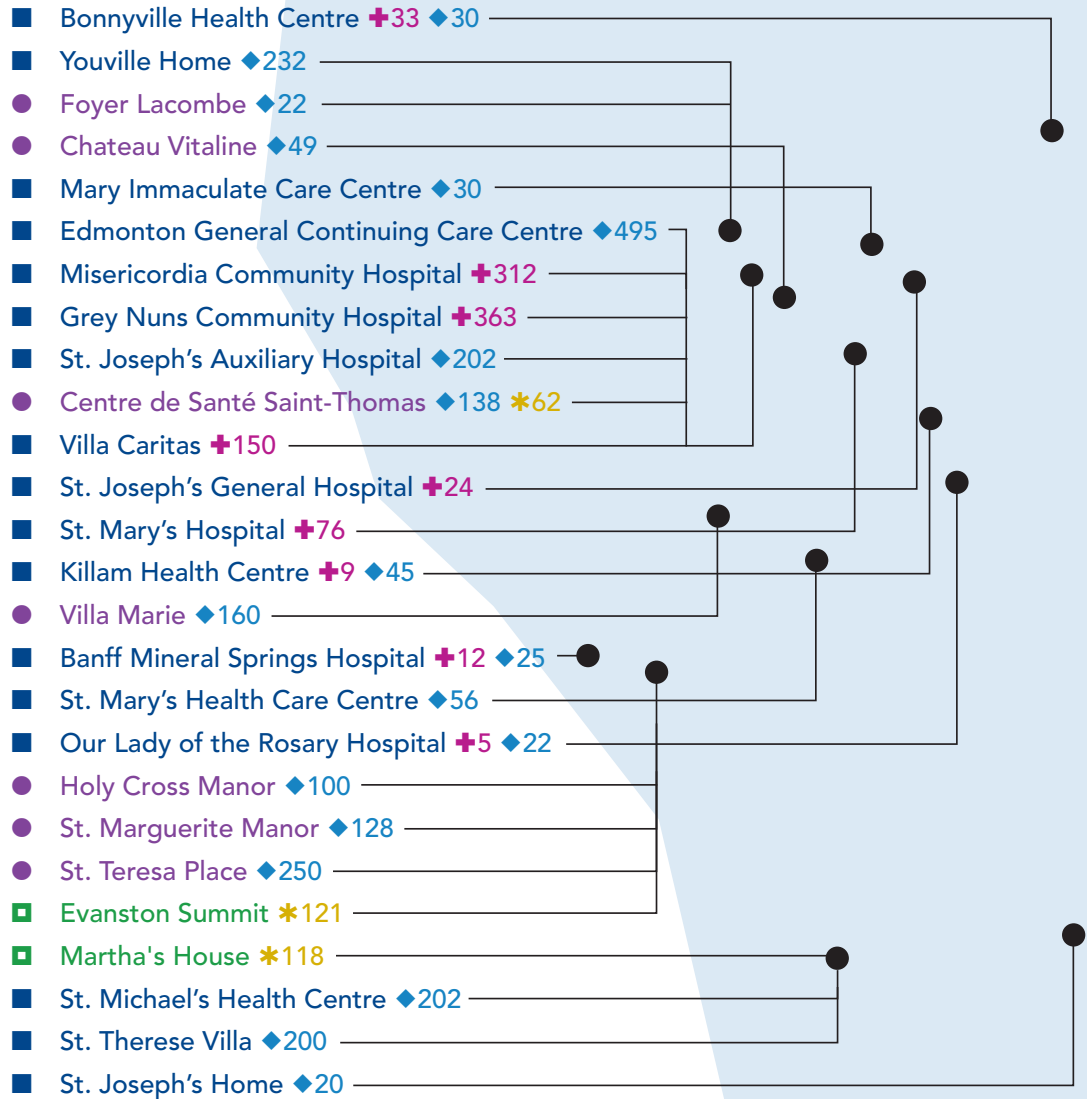 Bonnyville Health Centre ✚33 ◆30
Youville Home ◆232
Foyer Lacombe ◆22
Chateau Vitaline ◆49
Mary Immaculate Care Centre ◆30
Edmonton General Continuing Care Centre ◆495
Misericordia Community Hospital ✚312
Grey Nuns Community Hospital ✚363
St. Joseph’s Auxiliary Hospital ◆202
Centre de Santé Saint-Thomas ◆138 ✱62
Villa Caritas ✚150
St. Joseph’s General Hospital ✚24
St. Mary’s Hospital ✚76
Killam Health Centre ✚9 ◆45
Villa Marie ◆160
Banff Mineral Springs Hospital ✚12 ◆25
St. Mary’s Health Care Centre ◆56
Our Lady of the Rosary Hospital ✚5 ◆22
Holy Cross Manor ◆100
St. Marguerite Manor ◆128
St. Teresa Place ◆250
Evanston Summit ✱121
Martha's House ✱118
St. Michael’s Health Centre ◆202
St. Therese Villa ◆200
St. Joseph’s Home ◆20